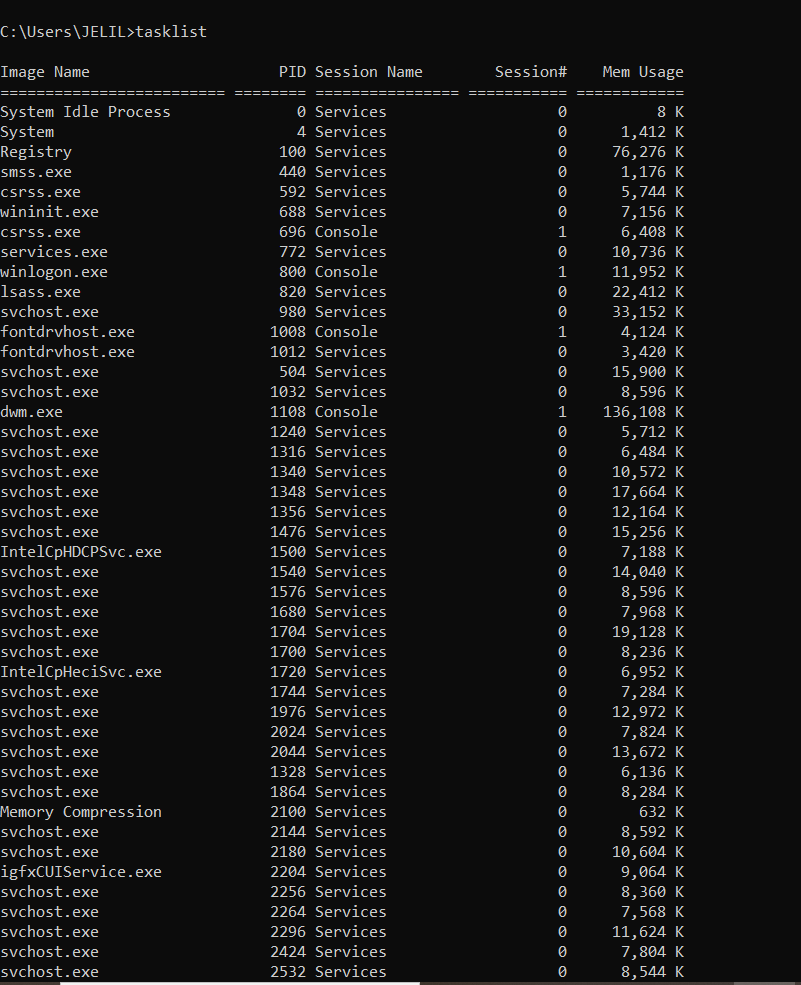 C:\Users\JELIL>tasklist
Image Name                     PID Session Name        Session#    Mem Usage
========================= ======== ================ =========== ============
System Idle Process              0 Services                   0          8 K
System                           4 Services                   0      1,412 K
Registry                       100 Services                   0     76,276 K
smss.exe                       440 Services                   0      1,176 K
csrss.exe                      592 Services                   0      5,744 K
wininit.exe                    688 Services                   0      7,156 K
csrss.exe                      696 Console                    1      6,408 K
services.exe                   772 Services                   0     10,736 K
winlogon.exe                   800 Console                    1     11,952 K
lsass.exe                      820 Services                   0     22,412 K
svchost.exe                    980 Services                   0     33,152 K
fontdrvhost.exe               1008 Console                    1      4,124 K
fontdrvhost.exe               1012 Services                   0      3,420 K
svchost.exe                    504 Services                   0     15,900 K
svchost.exe                   1032 Services                   0      8,596 K
dwm.exe                       1108 Console                    1    136,108 K
svchost.exe                   1240 Services                   0      5,712 K
svchost.exe                   1316 Services                   0      6,484 K
svchost.exe                   1340 Services                   0     10,572 K
svchost.exe                   1348 Services                   0     17,664 K
svchost.exe                   1356 Services                   0     12,164 K
svchost.exe                   1476 Services                   0     15,256 K
IntelCpHDCPSvc.exe            1500 Services                   0      7,188 K
svchost.exe                   1540 Services                   0     14,040 K
svchost.exe                   1576 Services                   0      8,596 K
svchost.exe                   1680 Services                   0      7,968 K
svchost.exe                   1704 Services                   0     19,128 K
svchost.exe                   1700 Services                   0      8,236 K
IntelCpHeciSvc.exe            1720 Services                   0      6,952 K
svchost.exe                   1744 Services                   0      7,284 K
svchost.exe                   1976 Services                   0     12,972 K
svchost.exe                   2024 Services                   0      7,824 K
svchost.exe                   2044 Services                   0     13,672 K
svchost.exe                   1328 Services                   0      6,136 K
svchost.exe                   1864 Services                   0      8,284 K
Memory Compression            2100 Services                   0        632 K
svchost.exe                   2144 Services                   0      8,592 K
svchost.exe                   2180 Services                   0     10,604 K
igfxCUIService.exe            2204 Services                   0      9,064 K
svchost.exe                   2256 Services                   0      8,360 K
svchost.exe                   2264 Services                   0      7,568 K
svchost.exe                   2296 Services                   0     11,624 K
svchost.exe                   2424 Services                   0      7,804 K
svchost.exe                   2532 Services                   0      8,544 K